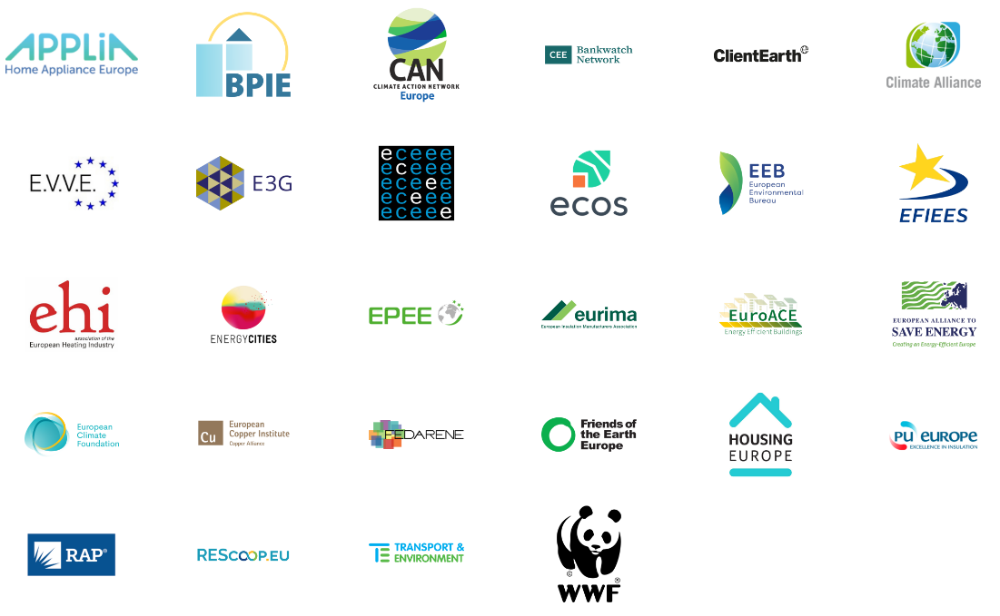 APPLiA
Home Appliance Europe
BPIE
CAN
CLIMATE ACTION NETWORK
Europe
CEE
Bankwatch
Network
ClientEarth
Climate Alliance
E.V.V.E.
E3G
eceee
eceee
eceee
eceee
eceee
ecos
EEB
European
Environmental
Bureau
EFIEES
ehi
association of the
European Heating Industry
ENERGYCITIES
EPEE
eurima
European Insulation Manufacturers Association
EuroACE
Energy Efficient Buildings
EUROPEAN ALLIANCE TO
SAVE ENERGY
Creating an Energy-Efficient Europe
European
Climate
Foundation
Cu
European
Copper Institute
Copper Alliance
FEDARENE
Friends of
the Earth
Europe
HOUSING
EUROPE
PU europe
EXCELLENCE IN INSULATION
RAP®
REScoop.EU
TE
TRANSPORT &
ENVIRONMENT
©
®
WWF